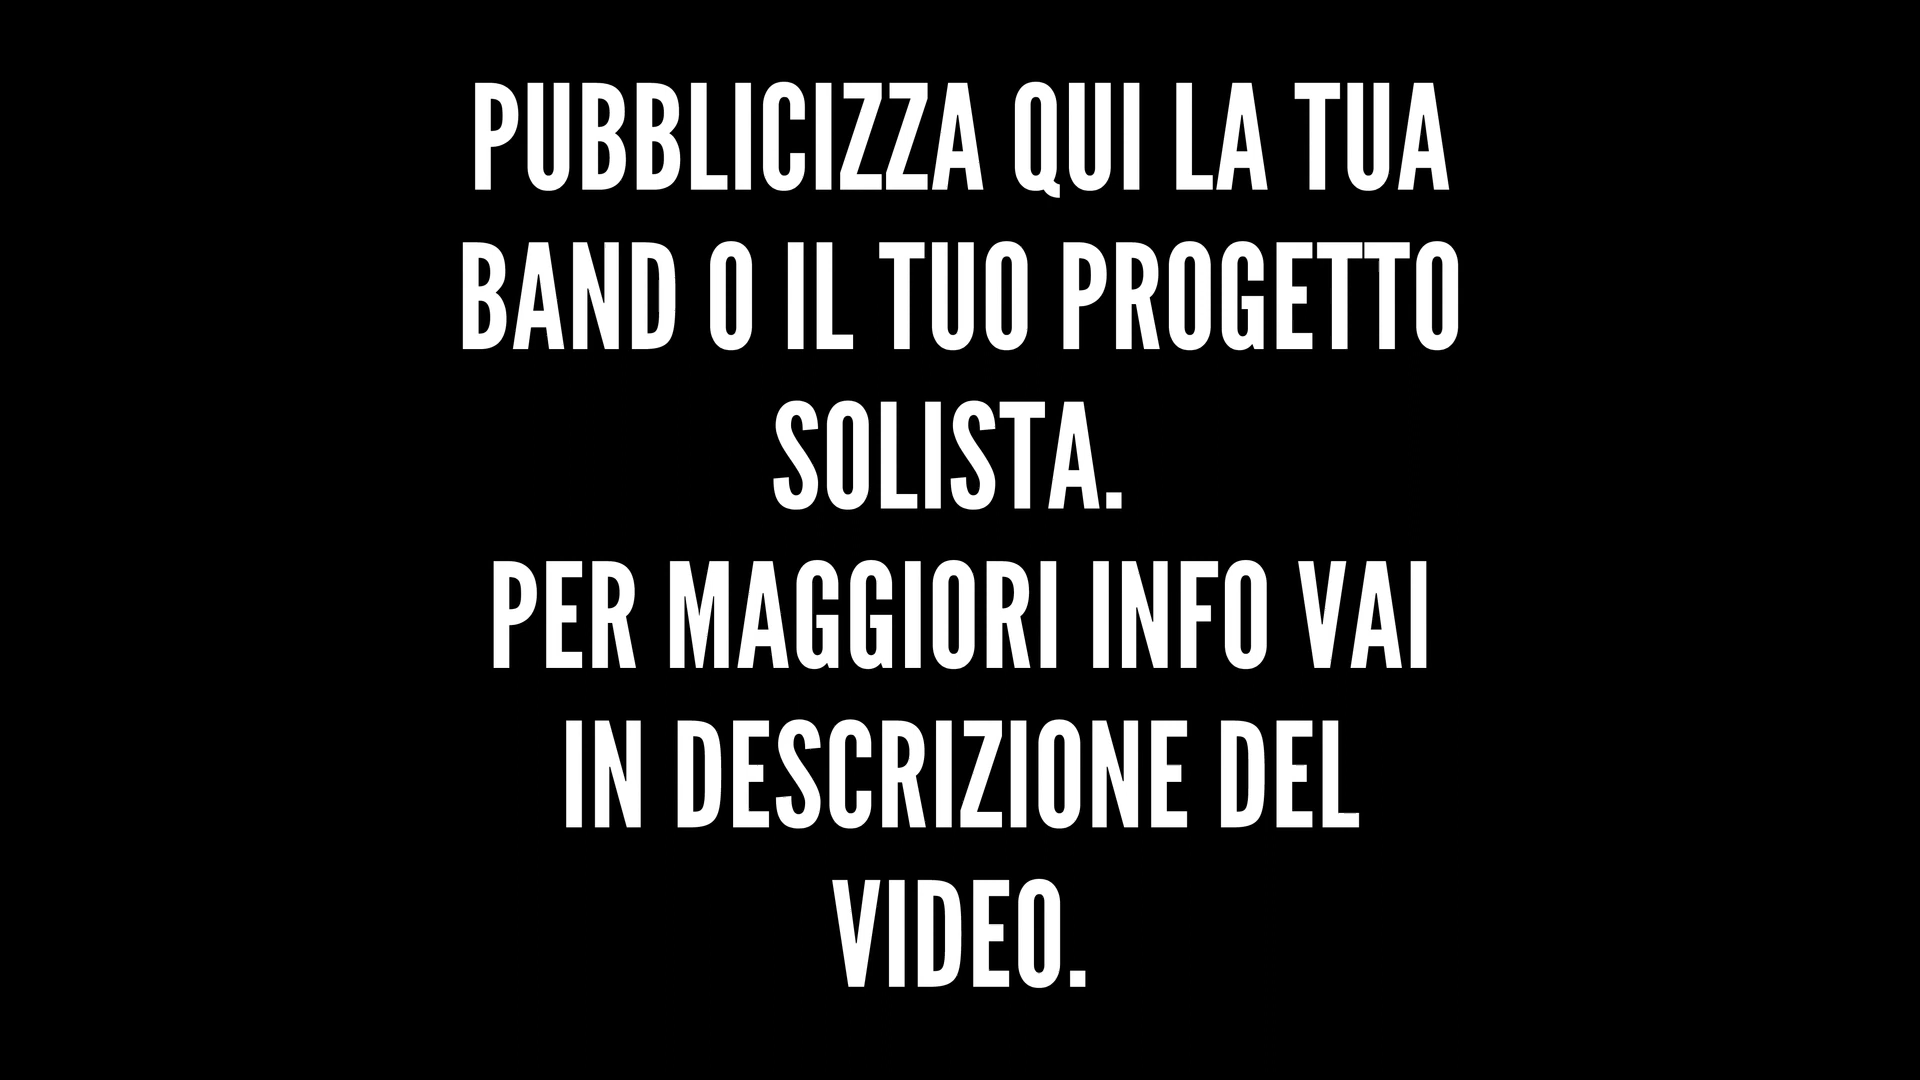 PUBBLICIZZA QUI LA TUA
BAND O IL TUO PROGETTO
SOLISTA.
PER MAGGIORI INFO VAI
IN DESCRIZIONE DEL
VIDEO.